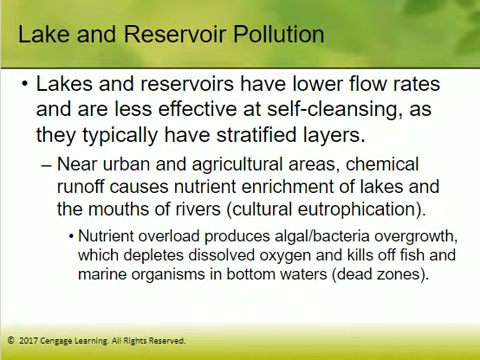 Lake and Reservoir Pollution
• Lakes and reservoirs have lower flow rates
and are less effective at self-cleansing, as
they typically have stratified layers.
– Near urban and agricultural areas, chemical
runoff causes nutrient enrichment of lakes and
the mouths of rivers (cultural eutrophication).
• Nutrient overload produces algal/bacteria overgrowth,
which depletes dissolved oxygen and kills off fish and
marine organisms in bottom waters (dead zones).
© 2017 Cengage Learning. All Rights Reserved.